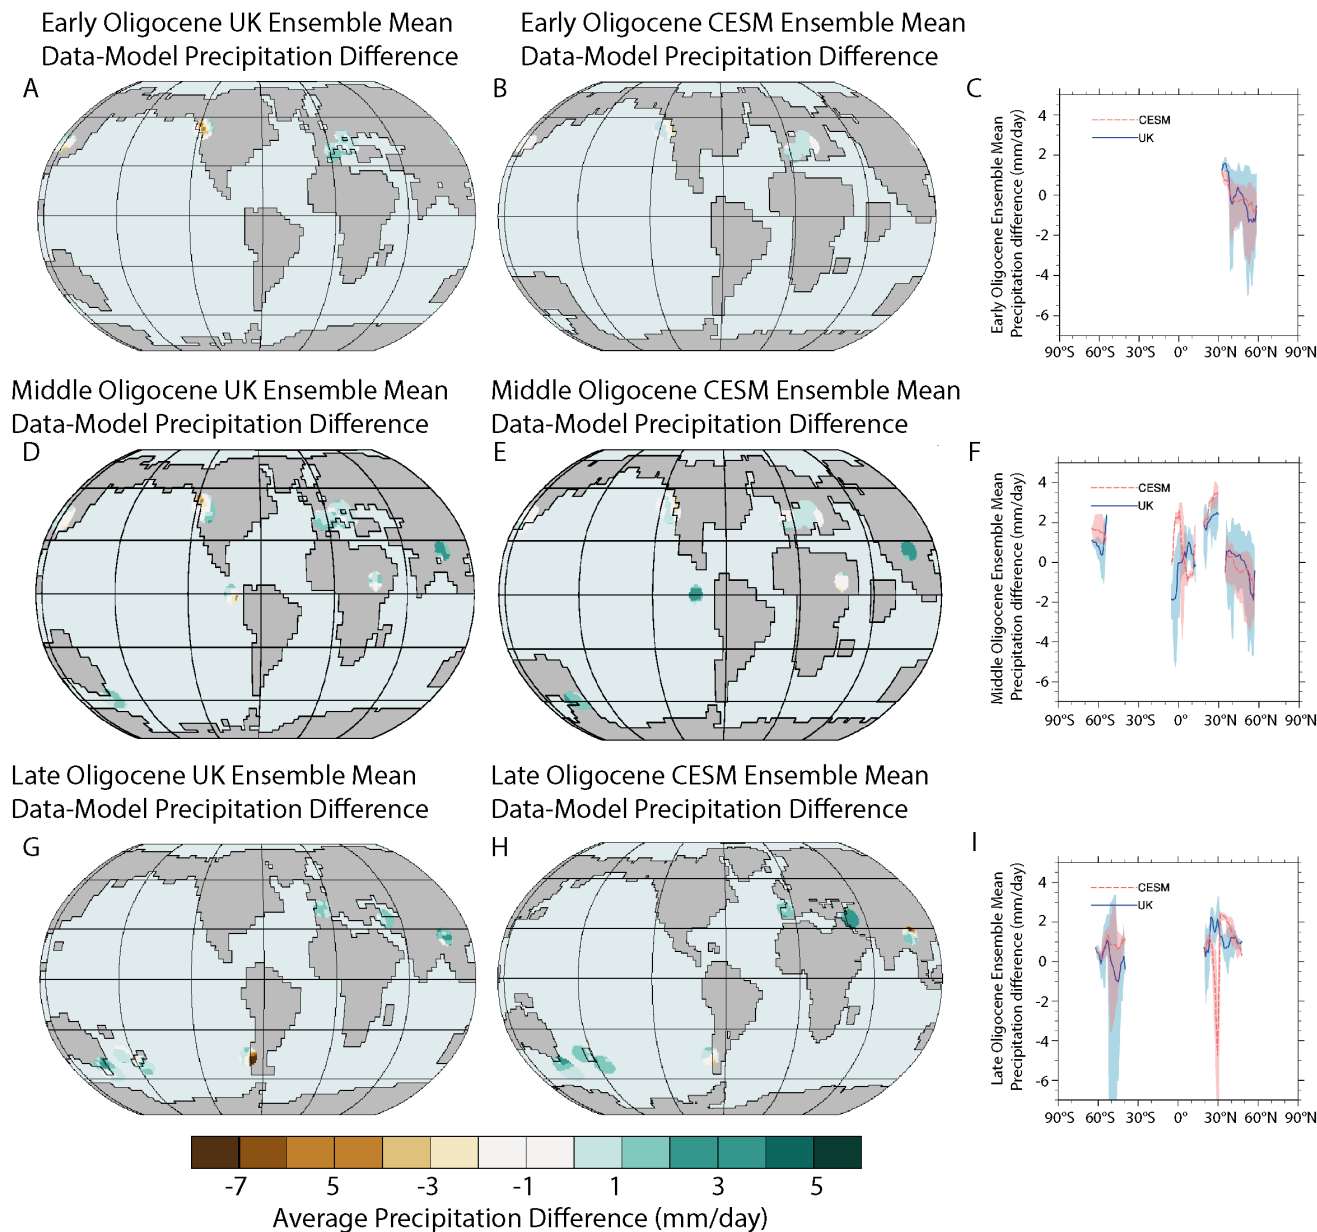 Early Oligocene UK Ensemble Mean
Data-Model Precipitation Difference
Early Oligocene CESM Ensemble Mean
Data-Model Precipitation Difference
A
B
C
Early Oligocene Ensemble Mean
Precipitation difference (mm/day)
4
2
0
-2
-4
-6
CESM
UK
90°S 60°S 30°S 0° 30°N 60°N 90°N
Middle Oligocene UK Ensemble Mean
Data-Model Precipitation Difference
Middle Oligocene CESM Ensemble Mean
Data-Model Precipitation Difference
D
E
F
Middle Oligocene Ensemble Mean
Precipitation difference (mm/day)
4
2
0
-2
-4
-6
CESM
UK
90°S 60°S 30°S 0° 30°N 60°N 90°N
Late Oligocene UK Ensemble Mean
Data-Model Precipitation Difference
Late Oligocene CESM Ensemble Mean
Data-Model Precipitation Difference
G
H
I
Late Oligocene Ensemble Mean
Precipitation difference (mm/day)
4
2
0
-2
-4
-6
CESM
UK
90°S 60°S 30°S 0° 30°N 60°N 90°N
-7 5 -3 -1 1 3 5
Average Precipitation Difference (mm/day)